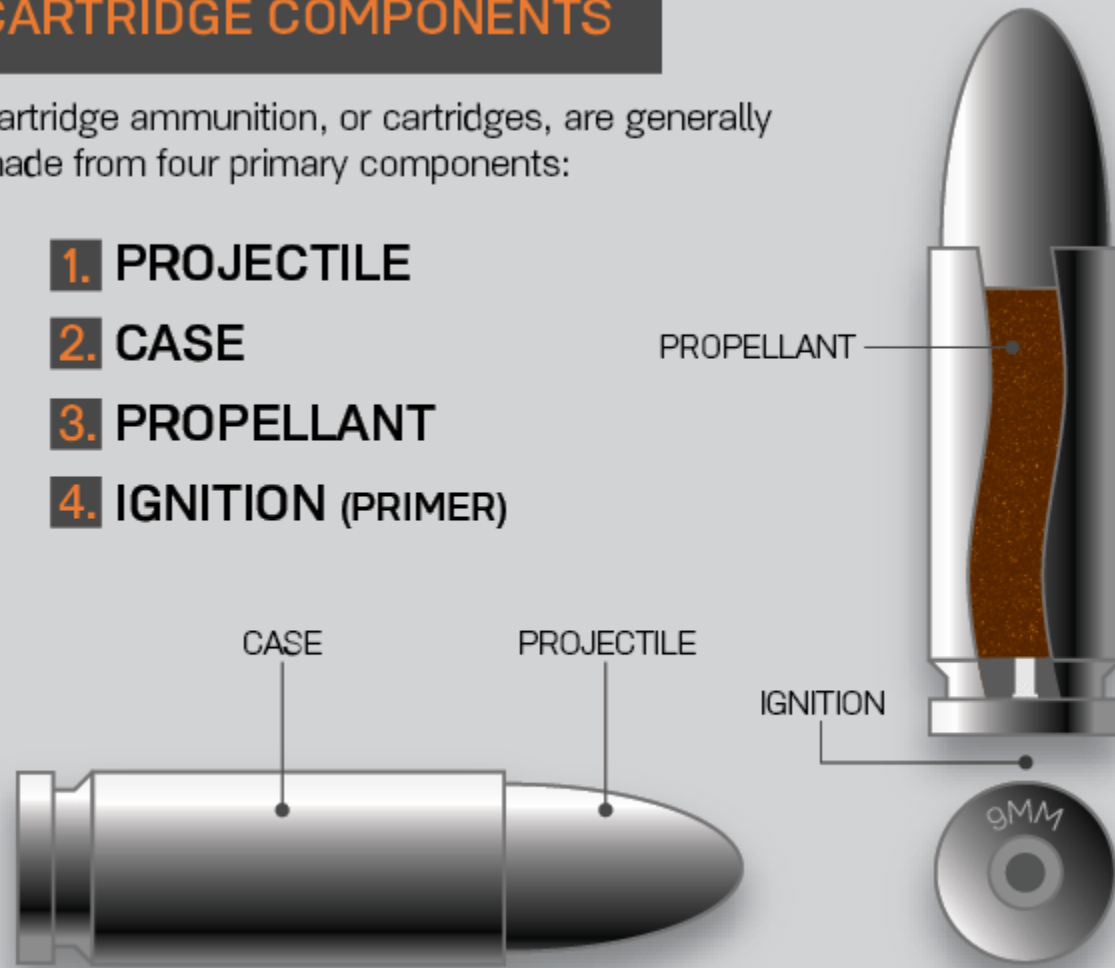 CARTRIDGE COMPONENTS
artridge ammunition, or cartridges, are generally
made from four primary components:
1. PROJECTILE
2. CASE
3. PROPELLANT
4. IGNITION (PRIMER)
PROPELLANT
CASE
PROJECTILE
IGNITION
9MM